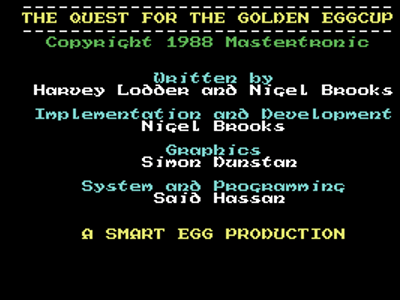 THE QUEST FOR THE GOLDEN EGGCUP
Copyright 1988 Mastertronic
Written by
Harvey Lodder and Nigel Brooks
Implementation and Development
Nigel Brooks
Graphics
Simon Dunstan
System and Programming
Said Hassan
A SMART EGG PRODUCTION